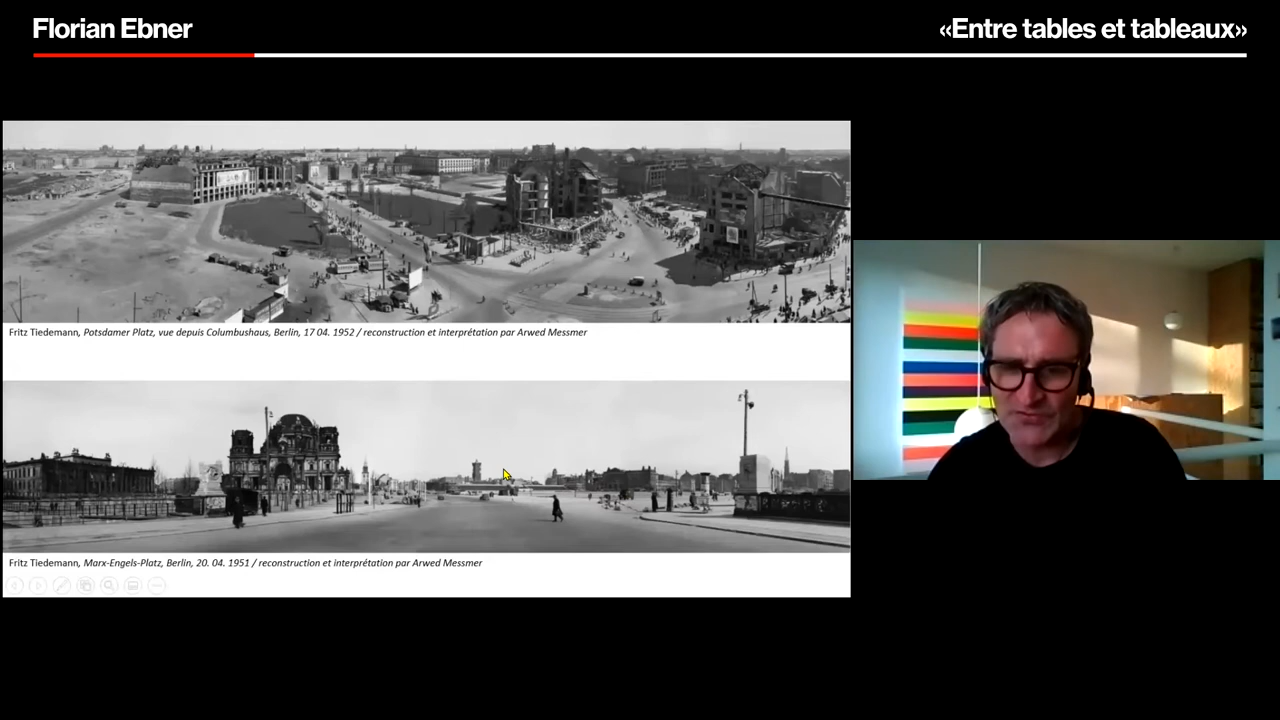 Florian Ebner
«Entre tables et tableaux»
Fritz Tiedemann, Potsdamer Platz, vue depuis Columbushaus, Berlin, 17 04. 1952 / reconstruction et interprétation par Arwed Messmer
Fritz Tiedemann, Marx-Engels-Platz, Berlin, 20. 04. 1951 / reconstruction et interprétation par Arwed Messmer